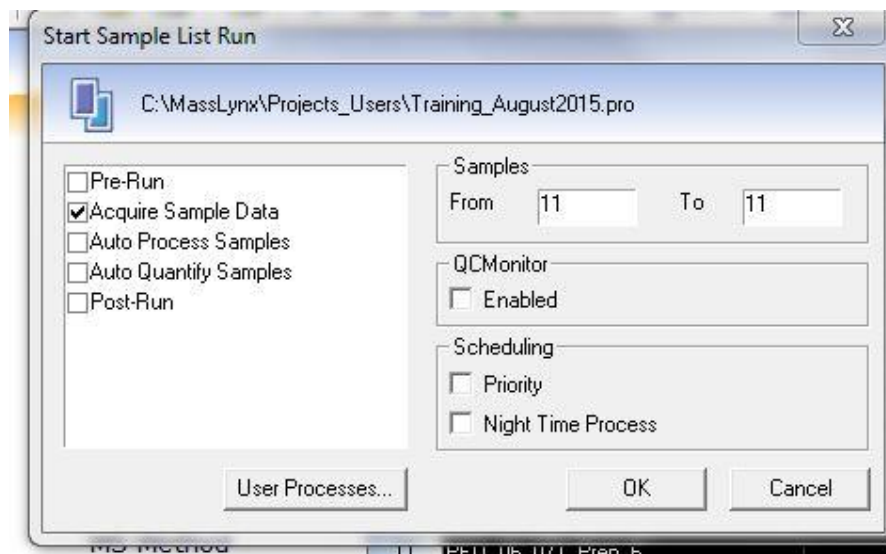 Start Sample List Run
C:\MassLynx\Projects_Users\Training_August2015.pro
Pre-Run
Acquire Sample Data
Auto Process Samples
Auto Quantify Samples
Post-Run
Samples
From 11 To 11
QCMonitor
Enabled
Scheduling
Priority
Night Time Process
User Processes... OK Cancel
MS Method